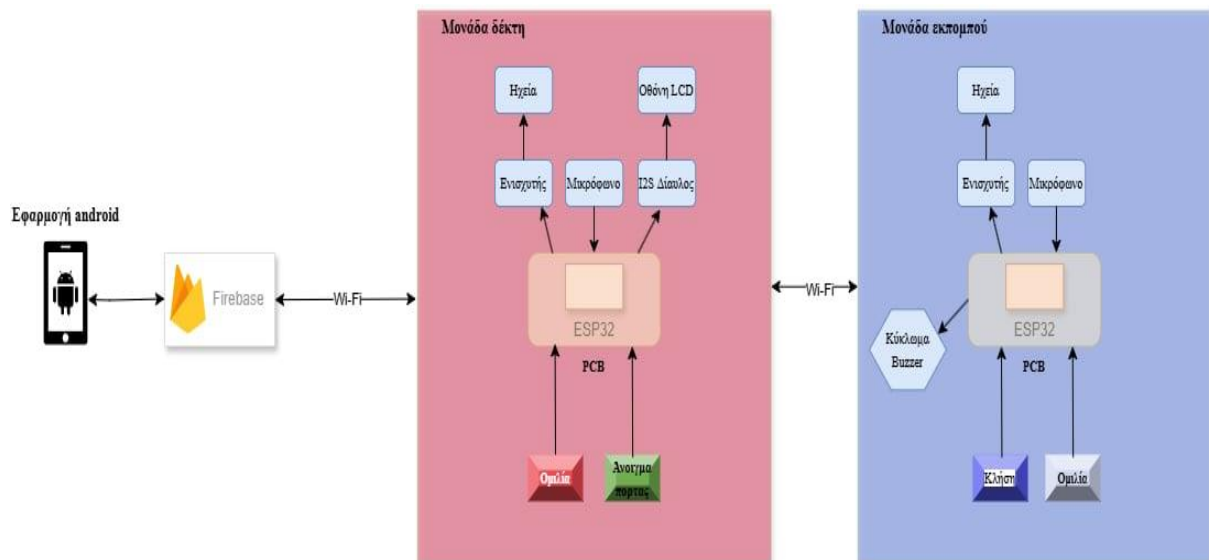 Μονάδα δέκτη
Μονάδα εκπομπού
Ηχεία
Οθόνη LCD
Ηχεία
Ενισχυτής
Μικρόφωνο
I2S Δίαυλος
Ενισχυτής
Μικρόφωνο
Εφαρμογή android
Firebase
Wi-Fi
Wi-Fi
ESP32
ESP32
Κύκλωμα
Buzzer
PCB
PCB
Ομιλία
Άνοιγμα
πορτας
Κλήση
Ομιλία